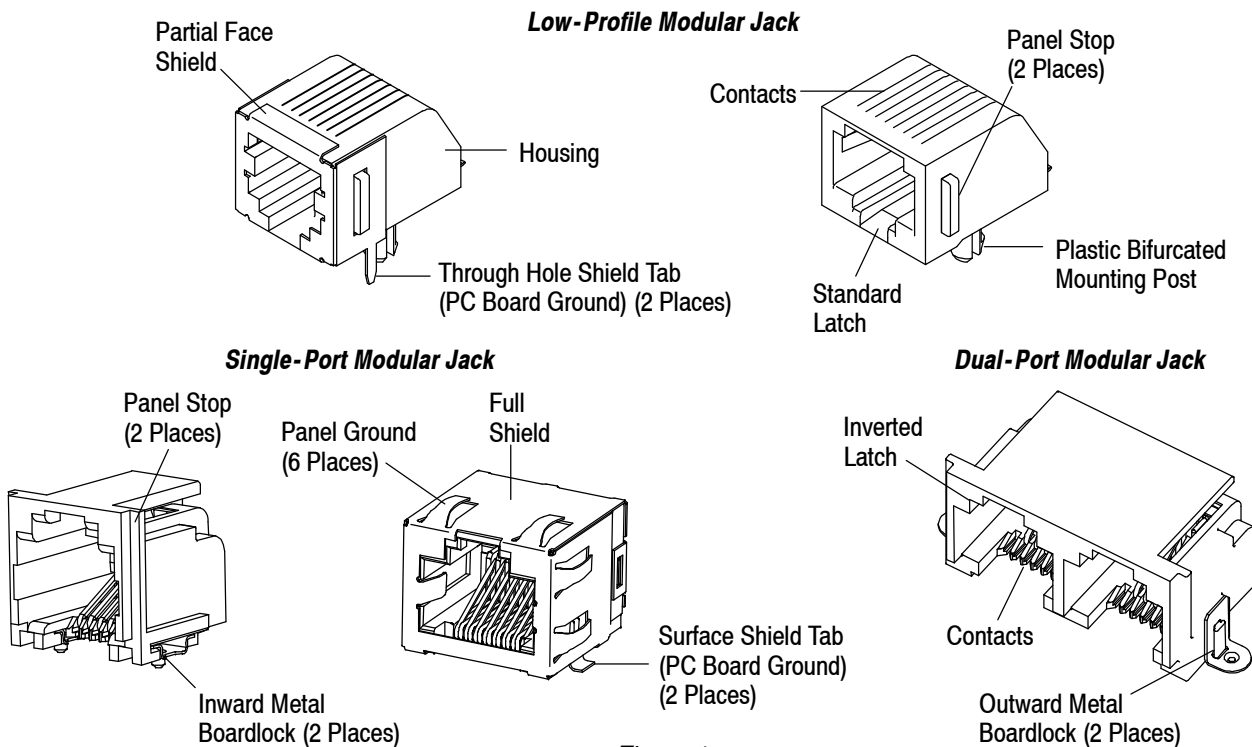 Low-Profile Modular Jack
Partial Face
Shield
Housing
Through Hole Shield Tab
(PC Board Ground) (2 Places)
Contacts
Panel Stop
(2 Places)
Plastic Bifurcated
Mounting Post
Standard
Latch
Single-Port Modular Jack
Panel Stop
(2 Places)
Panel Ground
(6 Places)
Full
Shield
Inward Metal
Boardlock (2 Places)
Surface Shield Tab
(PC Board Ground)
(2 Places)
Dual-Port Modular Jack
Inverted
Latch
Contacts
Outward Metal
Boardlock (2 Places)